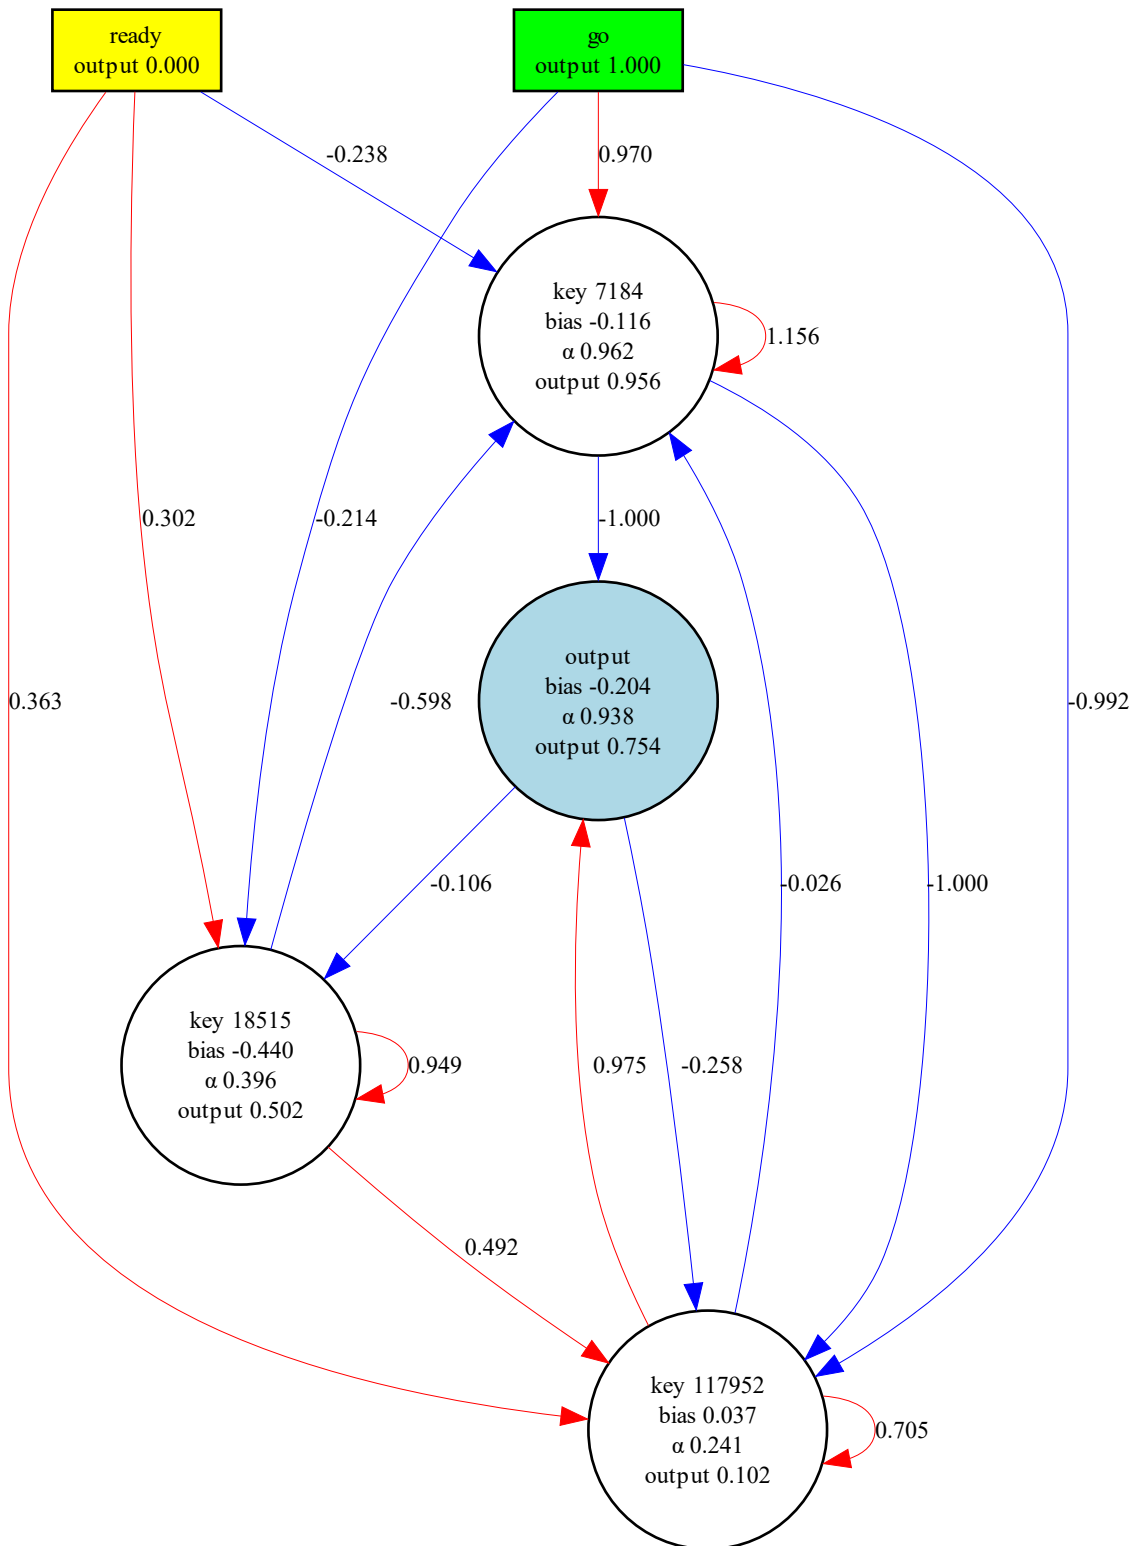 ready
output 0.000
go
output 1.000
-0.238
0.970
key 7184
bias -0.116
α 0.962
output 0.956
1.156
0.302
-0.214
-1.000
output
bias -0.204
α 0.938
output 0.754
0.363
-0.598
-0.992
-0.106
-0.026
-1.000
key 18515
bias -0.440
α 0.396
output 0.502
0.949
0.975
-0.258
0.492
key 117952
bias 0.037
α 0.241
output 0.102
0.705